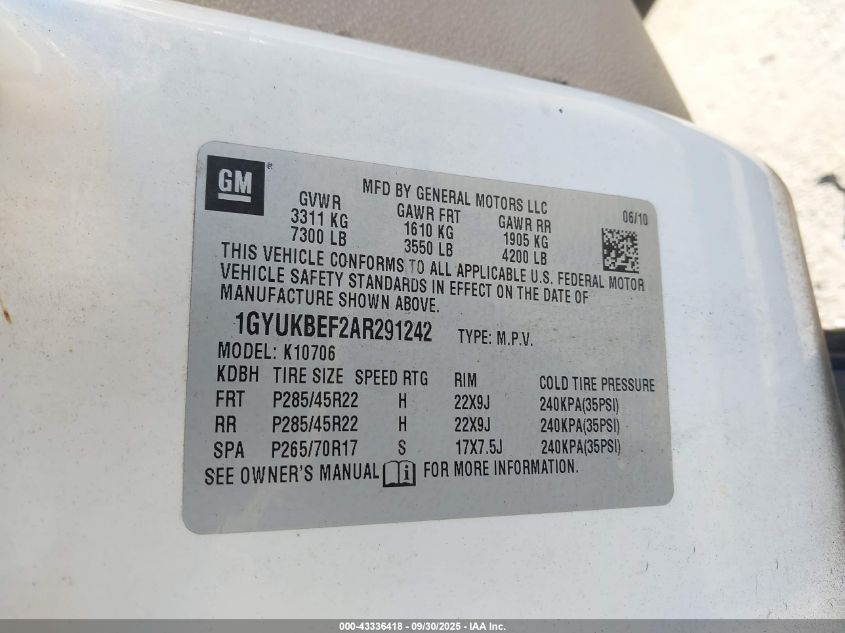 GM ®
MFD BY GENERAL MOTORS LLC
06/10
GVWR GAWR FRT GAWR RR
3311 KG 1610 KG 1905 KG
7300 LB 3550 LB 4200 LB
THIS VEHICLE CONFORMS TO ALL APPLICABLE U.S. FEDERAL MOTOR
VEHICLE SAFETY STANDARDS IN EFFECT ON THE DATE OF
MANUFACTURE SHOWN ABOVE.
1GYUKBEF2AR291242 TYPE: M.P.V.
MODEL: K10706
KDBH TIRE SIZE SPEED RTG RIM COLD TIRE PRESSURE
FRT P285/45R22 H 22X9J 240KPA(35PSI)
RR P285/45R22 H 22X9J 240KPA(35PSI)
SPA P265/70R17 S 17X7.5J 240KPA(35PSI)
SEE OWNER'S MANUAL i FOR MORE INFORMATION.
000-43336418 - 09/30/2025 - IAA Inc.